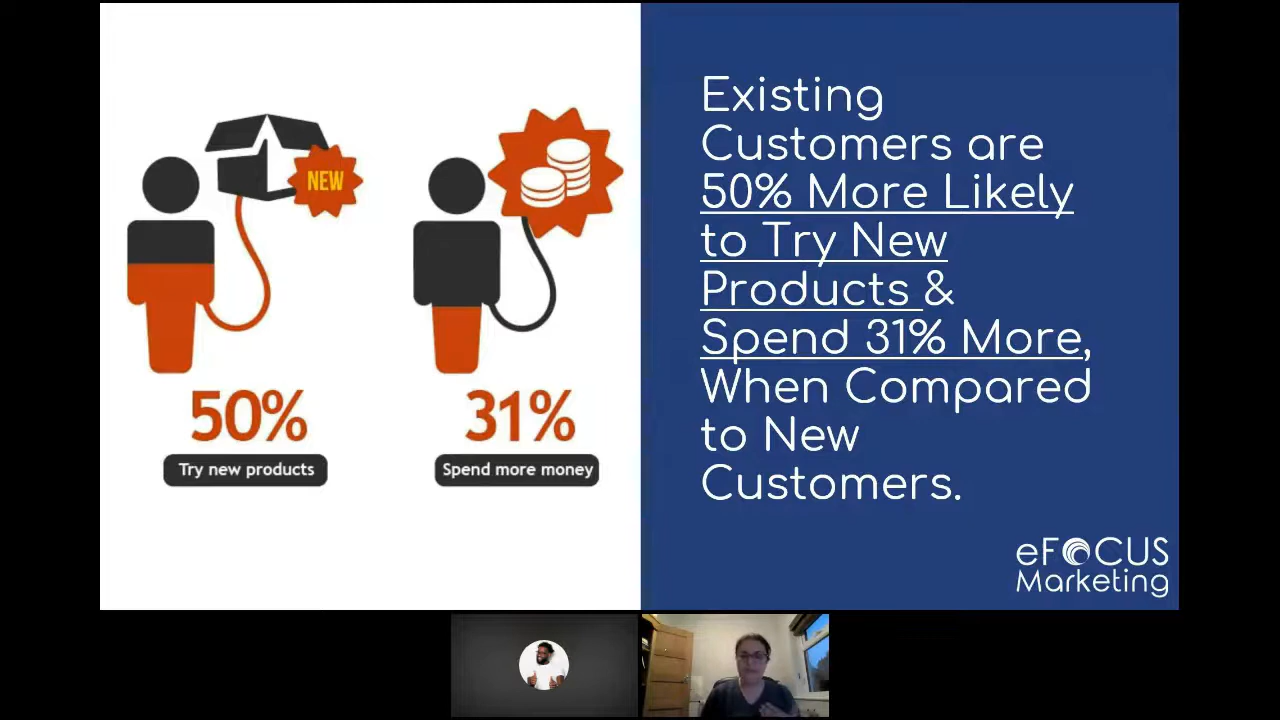 NEW
50%
Try new products
31%
Spend more money
Existing
Customers are
50% More Likely
to Try New
Products &
Spend 31% More,
When Compared
to New
Customers.
eFOCUS
Marketing